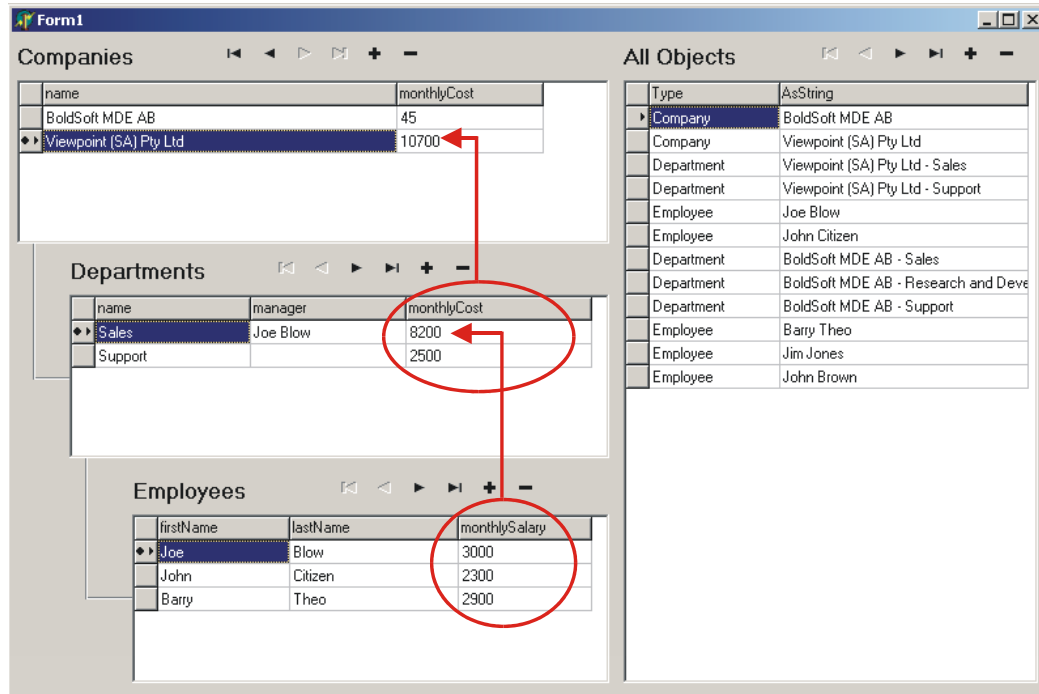 Form1
Companies
name monthlyCost
BoldSoft MDE AB 45
Viewpoint (SA) Pty Ltd 10700
Departments
name manager monthlyCost
Sales Joe Blow 8200
Support 2500
Employees
firstName lastName monthlySalary
Joe Blow 3000
John Citizen 2300
Barry Theo 2900
All Objects
Type AsString
Company BoldSoft MDE AB
Company Viewpoint (SA) Pty Ltd
Department Viewpoint (SA) Pty Ltd - Sales
Department Viewpoint (SA) Pty Ltd - Support
Employee Joe Blow
Employee John Citizen
Department BoldSoft MDE AB - Sales
Department BoldSoft MDE AB - Research and Deve
Department BoldSoft MDE AB - Support
Employee Barry Theo
Employee Jim Jones
Employee John Brown